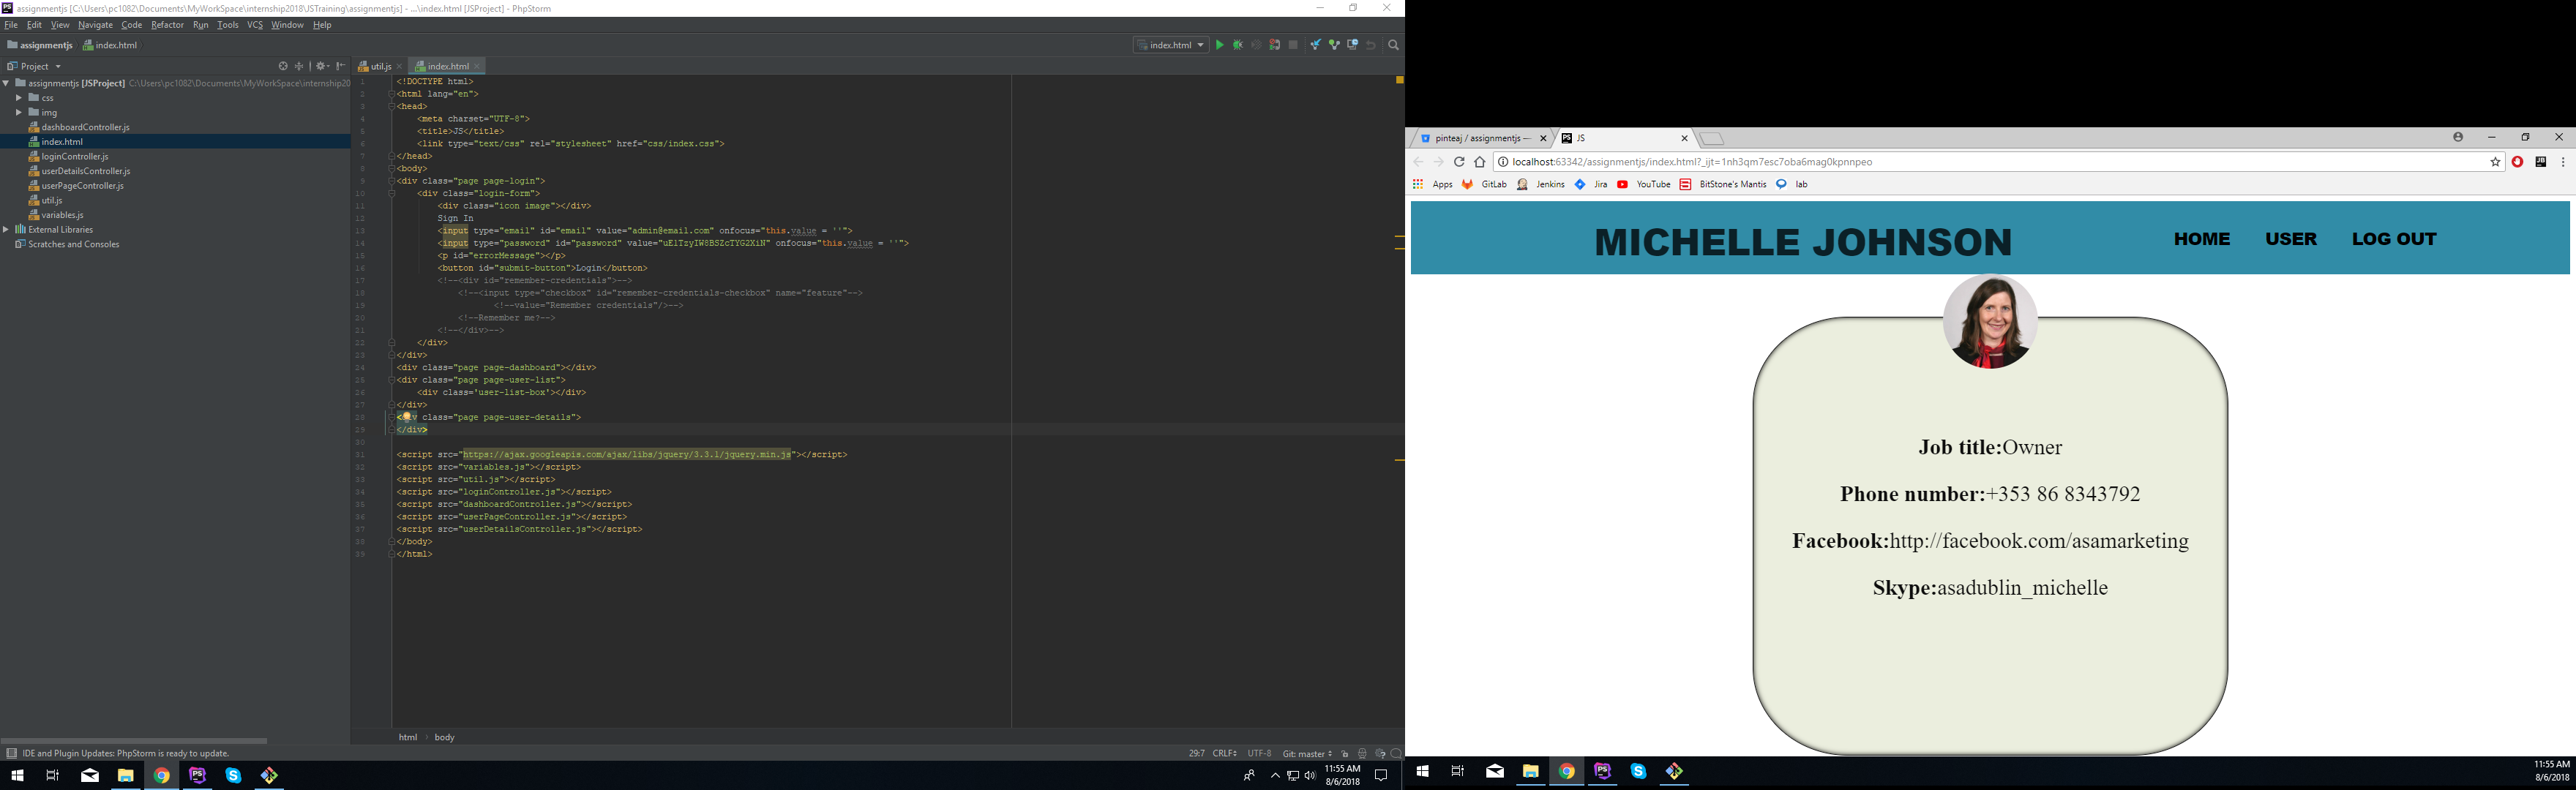 assignmentjs [C:\Users\pc1082\Documents\MyWorkSpace\internship2018\JSTraining\assignmentjs] - ...\index.html [JSProject] - PhpStorm
File Edit View Navigate Code Refactor Run Tools VCS Window Help
assignmentjs index.html
index.html
Project
util.js
index.html
assignmentjs [JSProject] C:\Users\pc1082\Documents\MyWorkSpace\internship20
css
img
dashboardController.js
index.html
loginController.js
userDetailsController.js
userPageController.js
util.js
variables.js
External Libraries
Scratches and Consoles
1 <!DOCTYPE html>
2 <html lang="en">
3 <head>
4 <meta charset="UTF-8">
5 <title>JS</title>
6 <link type="text/css" rel="stylesheet" href="css/index.css">
7 </head>
8 <body>
9 <div class="page page-login">
10 <div class="login-form">
11 <div class="icon image"></div>
12 Sign In
13 <input type="email" id="email" value="admin@email.com" onfocus="this.value = ''">
14 <input type="password" id="password" value="uElTzyIW8BSZcTYG2XiN" onfocus="this.value = ''">
15 <p id="errorMessage"></p>
16 <button id="submit-button">Login</button>
17 <!--<div id="remember-credentials">-->
18 <!--<input type="checkbox" id="remember-credentials-checkbox" name="feature"-->
19 <!--value="Remember credentials"/>-->
20 <!--Remember me?-->
21 <!--</div>-->
22 </div>
23 </div>
24 <div class="page page-dashboard"></div>
25 <div class="page page-user-list">
26 <div class='user-list-box'></div>
27 </div>
28 class="page page-user-details">
29 </div>
30
31 <script src="https://ajax.googleapis.com/ajax/libs/jquery/3.3.1/jquery.min.js"></script>
32 <script src="variables.js"></script>
33 <script src="util.js"></script>
34 <script src="loginController.js"></script>
35 <script src="dashboardController.js"></script>
36 <script src="userPageController.js"></script>
37 <script src="userDetailsController.js"></script>
38 </body>
39 </html>
html › body
IDE and Plugin Updates: PhpStorm is ready to update.
29:7 CRLF UTF-8 Git: master
11:55 AM
8/6/2018
pinteaj / assignmentjs —
JS
localhost:63342/assignmentjs/index.html?_ijt=1nh3qm7esc7oba6mag0kpnnpeo
Apps GitLab Jenkins Jira YouTube BitStone's Mantis lab
MICHELLE JOHNSON
HOME USER LOG OUT
Job title:Owner
Phone number:+353 86 8343792
Facebook:http://facebook.com/asamarketing
Skype:asadublin_michelle
11:55 AM
8/6/2018